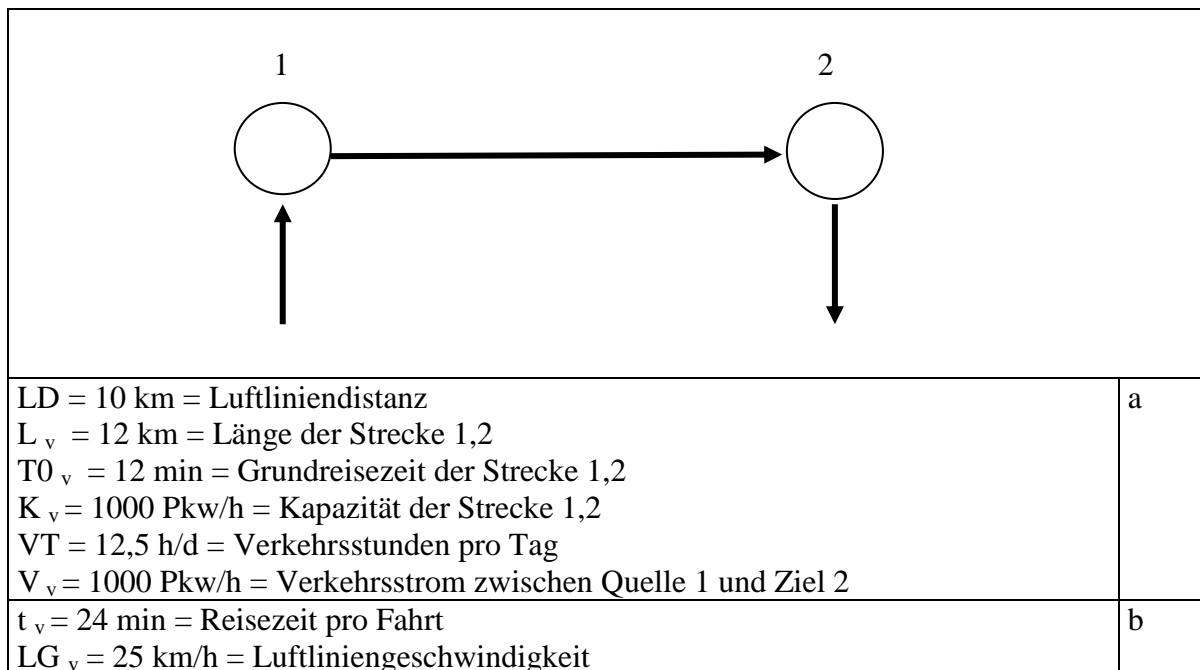 1 2
LD = 10 km = Luftliniendistanz a
L v = 12 km = Länge der Strecke 1,2
T0 v = 12 min = Grundreisezeit der Strecke 1,2
K v = 1000 Pkw/h = Kapazität der Strecke 1,2
VT = 12,5 h/d = Verkehrsstunden pro Tag
V v = 1000 Pkw/h = Verkehrsstrom zwischen Quelle 1 und Ziel 2
t v = 24 min = Reisezeit pro Fahrt b
LG v = 25 km/h = Luftliniengeschwindigkeit